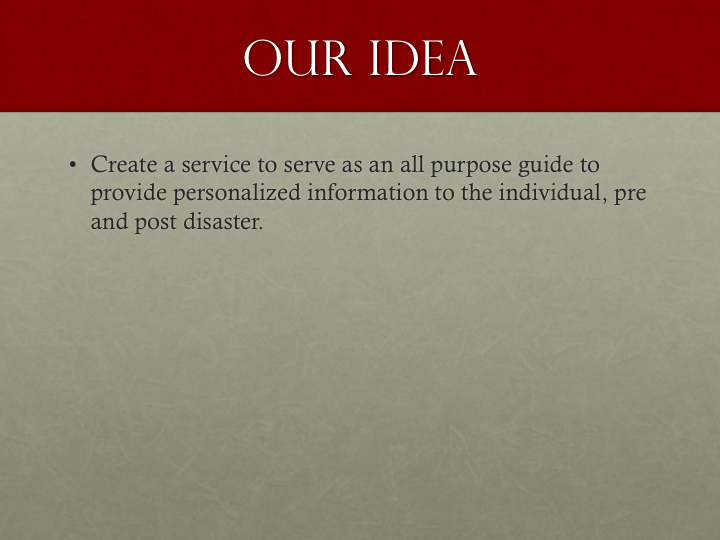 OUR IDEA
• Create a service to serve as an all purpose guide to
provide personalized information to the individual, pre
and post disaster.